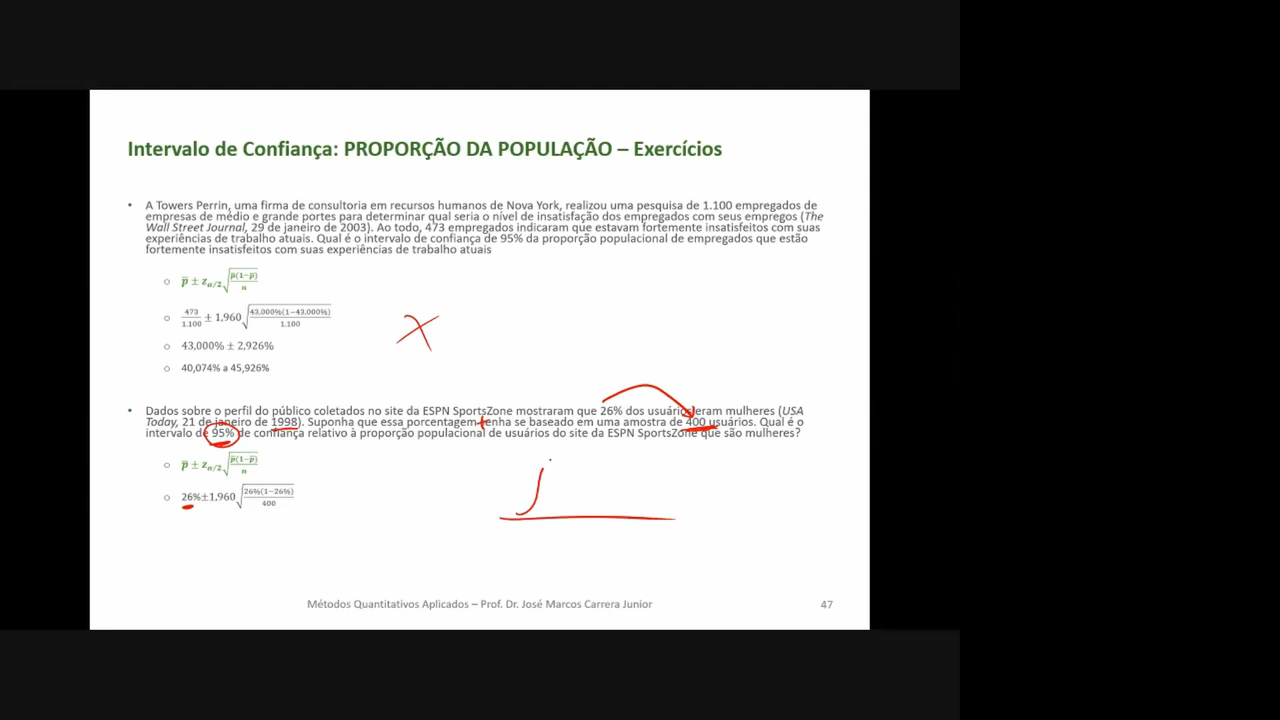 Intervalo de Confiança: PROPORÇÃO DA POPULAÇÃO – Exercícios
• A Towers Perrin, uma firma de consultoria em recursos humanos de Nova York, realizou uma pesquisa de 1.100 empregados de
empresas de médio e grande portes para determinar qual seria o nível de insatisfação dos empregados com seus empregos (The
Wall Street Journal, 29 de janeiro de 2003). Ao todo, 473 empregados indicaram que estavam fortemente insatisfeitos com suas
experiências de trabalho atuais. Qual é o intervalo de confiança de 95% da proporção populacional de empregados que estão
fortemente insatisfeitos com suas experiências de trabalho atuais
○ p̅ ± z_α/2 √(p̅(1−p̅)/n)
○ 473/1.100 ± 1,960 √(43,000%(1−43,000%)/1.100)
○ 43,000% ± 2,926%
○ 40,074% a 45,926%
• Dados sobre o perfil do público coletados no site da ESPN SportsZone mostraram que 26% dos usuários eram mulheres (USA
Today, 21 de janeiro de 1998). Suponha que essa porcentagem tenha se baseado em uma amostra de 400 usuários. Qual é o
intervalo de 95% de confiança relativo à proporção populacional de usuários do site da ESPN SportsZone que são mulheres?
○ p̅ ± z_α/2 √(p̅(1−p̅)/n)
○ 26%±1,960 √(26%(1−26%)/400)
Métodos Quantitativos Aplicados – Prof. Dr. José Marcos Carrera Junior
47